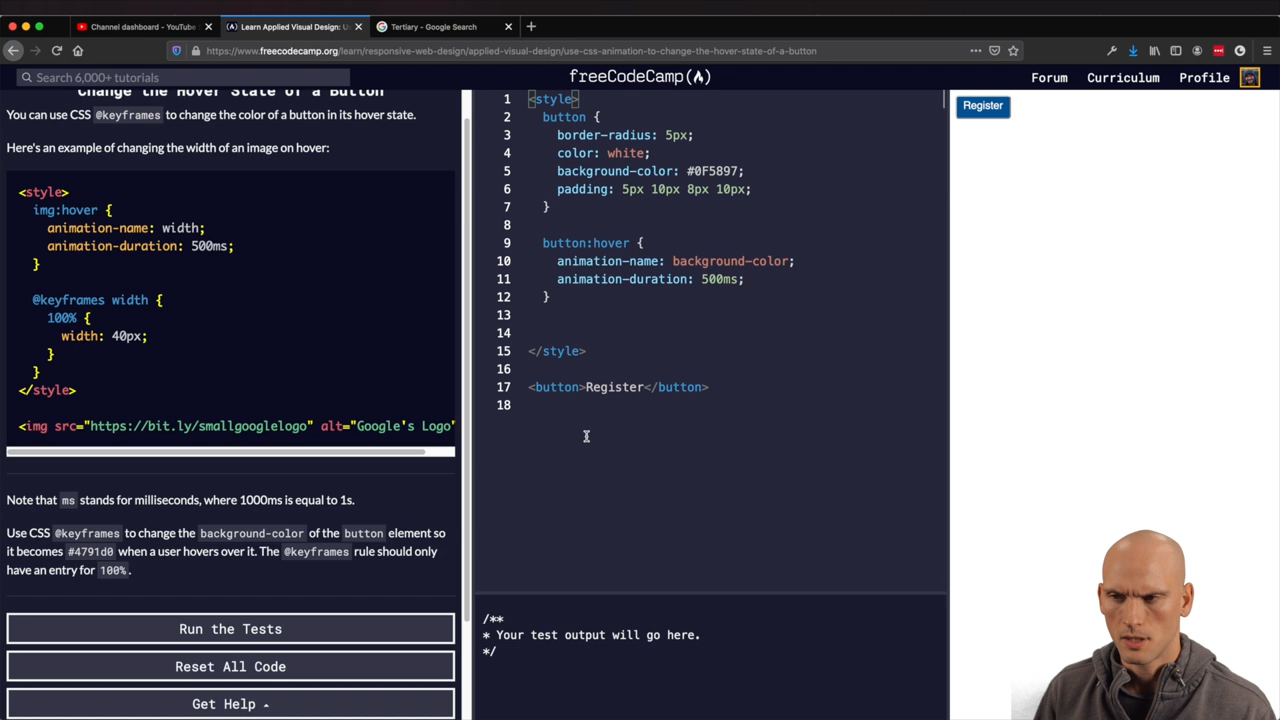 Channel dashboard - YouTube S
Learn Applied Visual Design: Us
Tertiary - Google Search
https://www.freecodecamp.org/learn/responsive-web-design/applied-visual-design/use-css-animation-to-change-the-hover-state-of-a-button
Search 6,000+ tutorials
freeCodeCamp
Forum
Curriculum
Profile
Change the Hover State of a Button
You can use CSS @keyframes to change the color of a button in its hover state.
Here's an example of changing the width of an image on hover:
<style>
img:hover {
animation-name: width;
animation-duration: 500ms;
}
@keyframes width {
100% {
width: 40px;
}
}
</style>
<img src="https://bit.ly/smallgooglelogo" alt="Google's Logo"
Note that ms stands for milliseconds, where 1000ms is equal to 1s.
Use CSS @keyframes to change the background-color of the button element so
it becomes #4791d0 when a user hovers over it. The @keyframes rule should only
have an entry for 100%.
Run the Tests
Reset All Code
Get Help
1 <style>
2 button {
3 border-radius: 5px;
4 color: white;
5 background-color: #0F5897;
6 padding: 5px 10px 8px 10px;
7 }
8
9 button:hover {
10 animation-name: background-color;
11 animation-duration: 500ms;
12 }
13
14
15 </style>
16
17 <button>Register</button>
18
/**
* Your test output will go here.
*/
Register